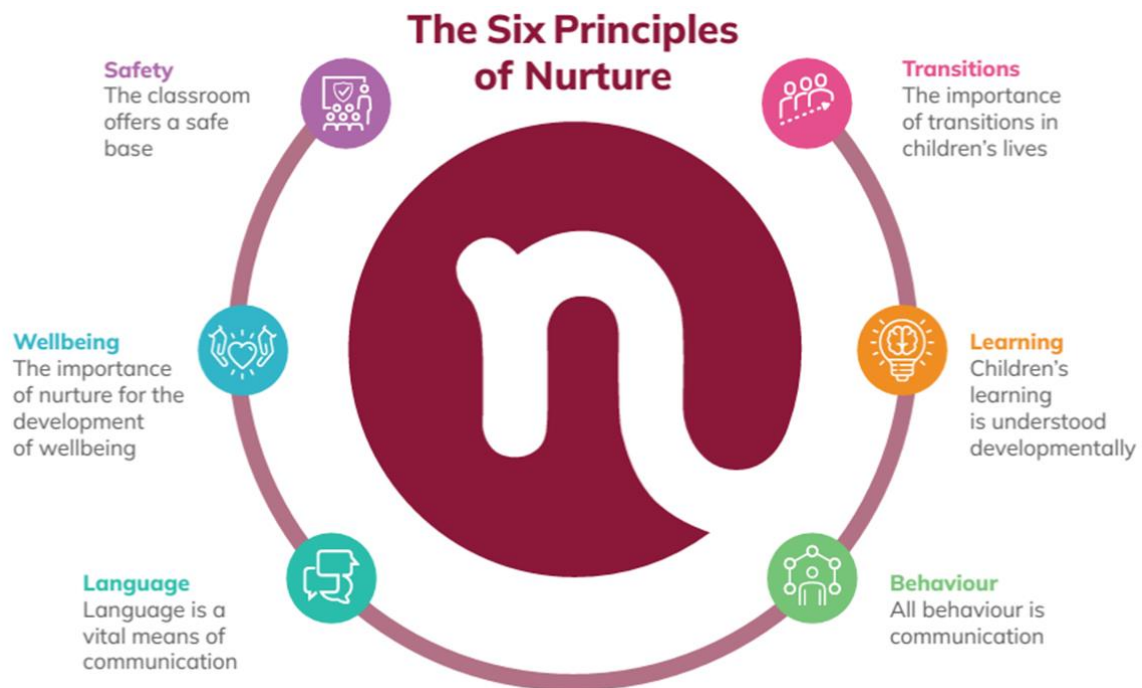 The Six Principles
of Nurture
Safety
The classroom
offers a safe
base
Transitions
The importance
of transitions in
children's lives
Wellbeing
The importance
of nurture for the
development
of wellbeing
Learning
Children's
learning
is understood
developmentally
Language
Language is a
vital means of
communication
Behaviour
All behaviour is
communication
n